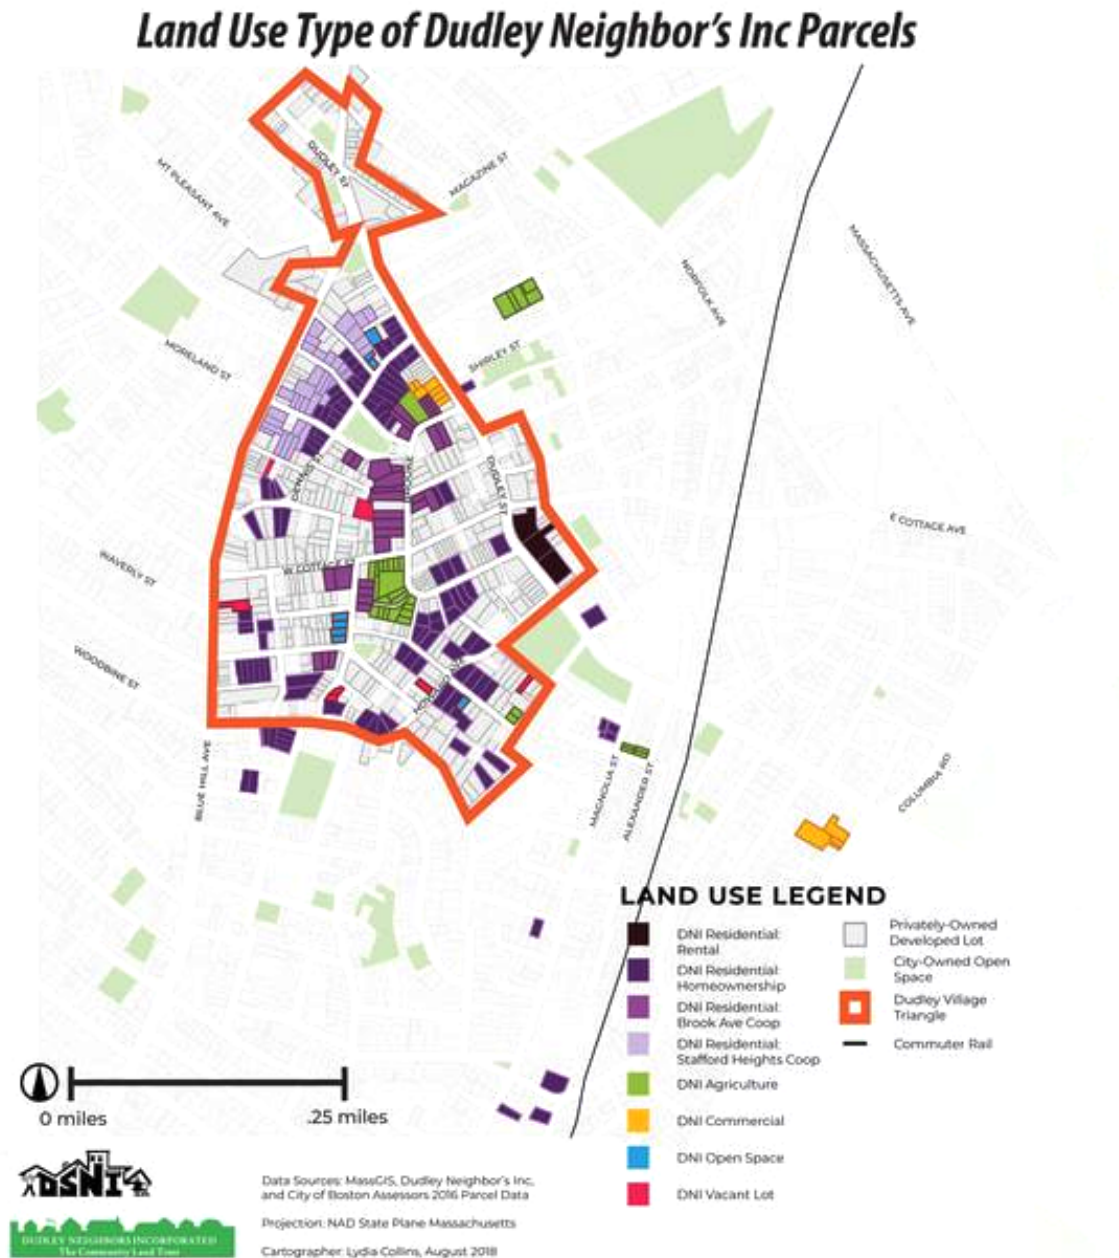 Land Use Type of Dudley Neighbor's Inc Parcels
DUDLEY ST
MAGAZINE ST
MT PLEASANT AVE
MASSACHUSETTS AVE
NORFOLK AVE
MORELAND ST
SHIRLEY ST
DENNIS ST
DUDLEY ST
E COTTAGE AVE
W COTTAGE ST
WAVERLY ST
WOODBINE ST
BLUE HILL AVE
MAGNOLIA ST
ALEXANDER ST
COLUMBIA RD
LAND USE LEGEND
DNI Residential:
Rental
DNI Residential:
Homeownership
DNI Residential:
Brook Ave Coop
DNI Residential:
Stafford Heights Coop
DNI Agriculture
DNI Commercial
DNI Open Space
DNI Vacant Lot
Privately-Owned
Developed Lot
City-Owned Open
Space
Dudley Village
Triangle
Commuter Rail
0 miles
.25 miles
DSNI
DUDLEY NEIGHBORS INCORPORATED
The Community Land Trust
Data Sources: MassGIS, Dudley Neighbor's Inc,
and City of Boston Assessors 2016 Parcel Data
Projection: NAD State Plane Massachusetts
Cartographer: Lydia Collins, August 2018